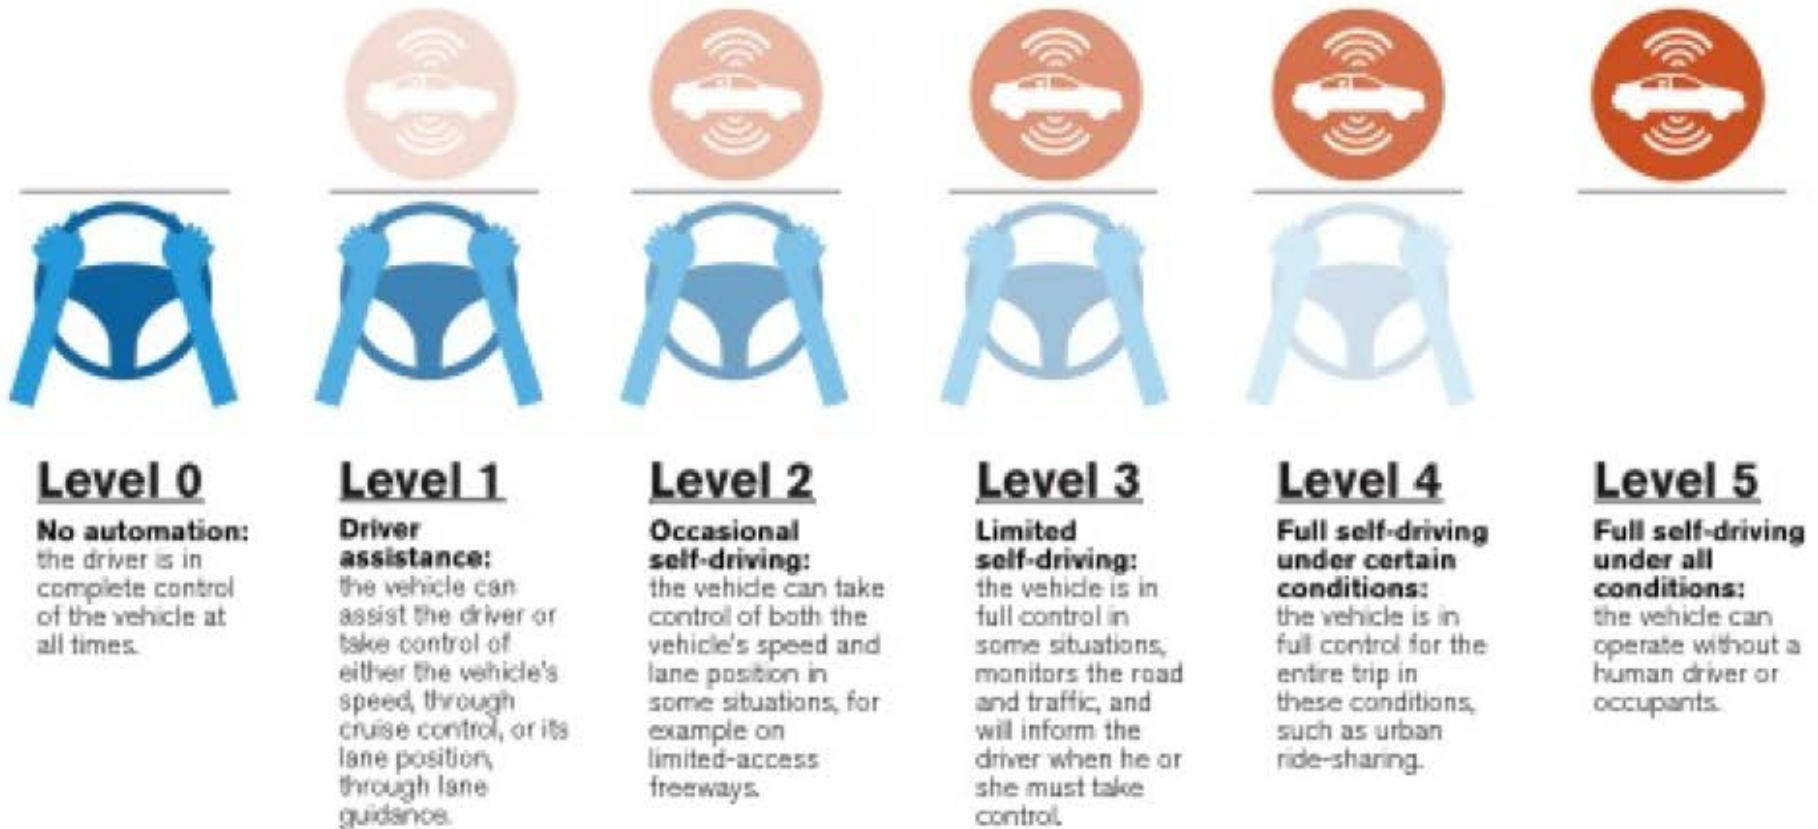 Level 0
No automation:
the driver is in
complete control
of the vehicle at
all times.
Level 1
Driver
assistance:
the vehicle can
assist the driver or
take control of
either the vehicle's
speed, through
cruise control, or its
lane position,
through lane
guidance.
Level 2
Occasional
self-driving:
the vehicle can take
control of both the
vehicle's speed and
lane position in
some situations, for
example on
limited-access
freeways.
Level 3
Limited
self-driving:
the vehicle is in
full control in
some situations,
monitors the road
and traffic, and
will inform the
driver when he or
she must take
control.
Level 4
Full self-driving
under certain
conditions:
the vehicle is in
full control for the
entire trip in
these conditions,
such as urban
ride-sharing.
Level 5
Full self-driving
under all
conditions:
the vehicle can
operate without a
human driver or
occupants.